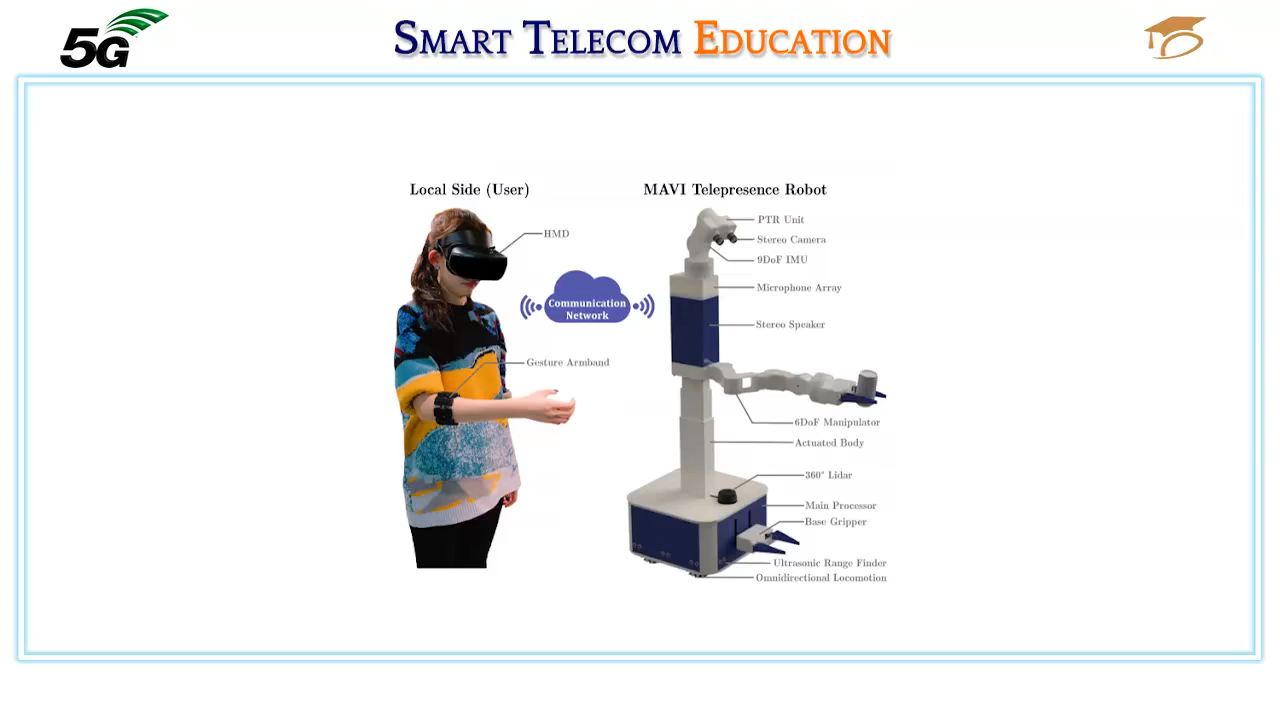 5G
SMART TELECOM EDUCATION
Local Side (User)
MAVI Telepresence Robot
HMD
Communication
Network
Gesture Armband
PTR Unit
Stereo Camera
9DoF IMU
Microphone Array
Stereo Speaker
6DoF Manipulator
Actuated Body
360° Lidar
Main Processor
Base Gripper
Ultrasonic Range Finder
Omnidirectional Locomotion